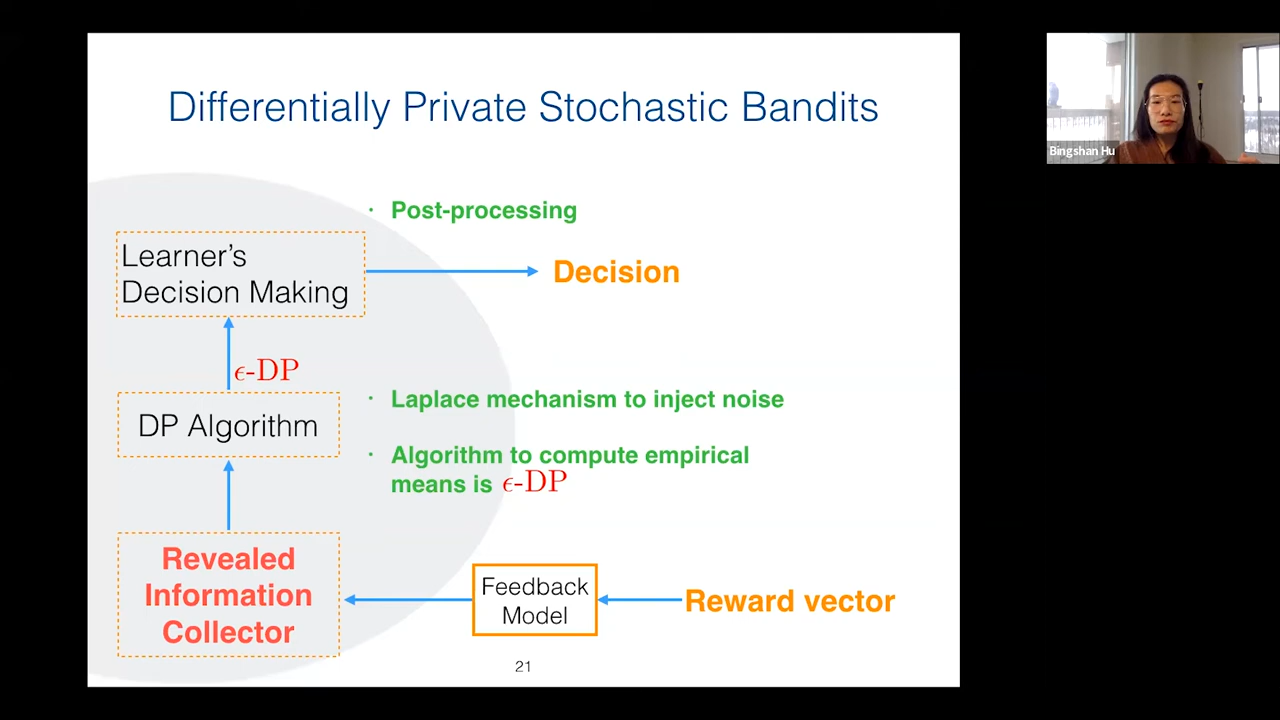 Differentially Private Stochastic Bandits
Bingshan Hu
· Post-processing
Learner's
Decision Making
Decision
ϵ-DP
· Laplace mechanism to inject noise
DP Algorithm
· Algorithm to compute empirical
means is ϵ-DP
Revealed
Information
Collector
Feedback
Model
Reward vector
21